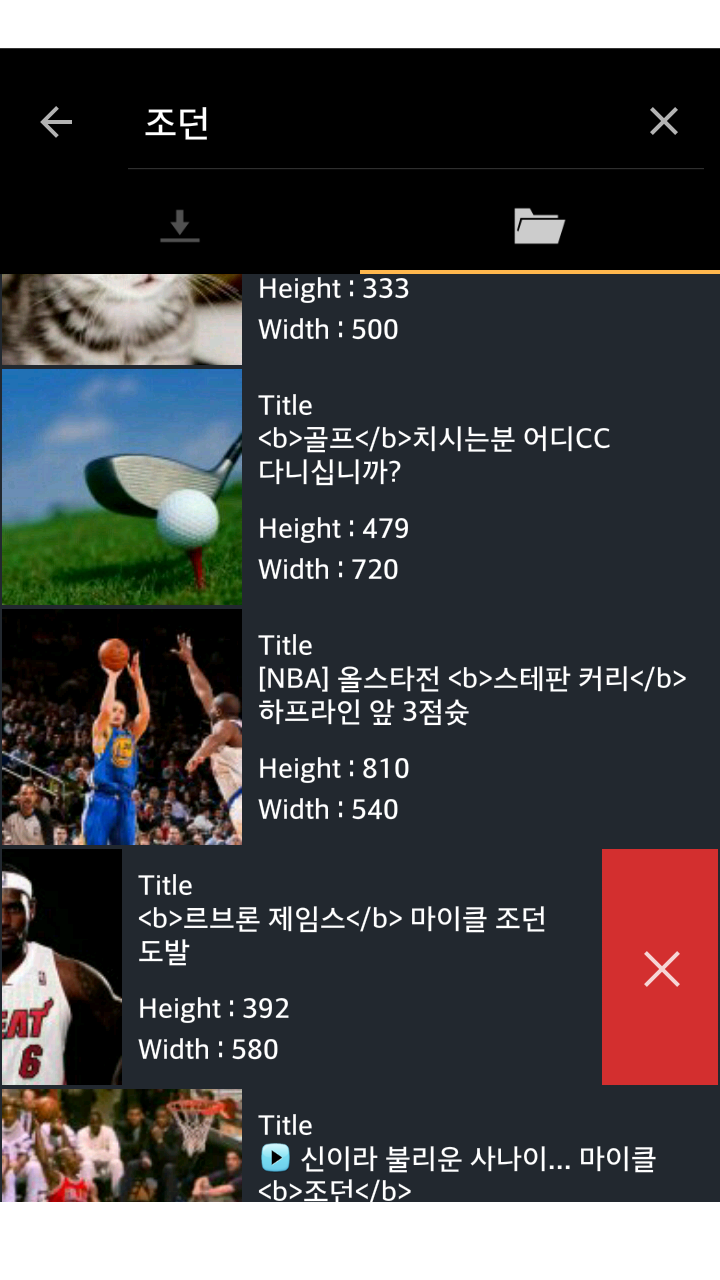 조던
Height : 333
Width : 500
Title
<b>골프</b>치시는분 어디CC
다니십니까?
Height : 479
Width : 720
Title
[NBA] 올스타전 <b>스테판 커리</b>
하프라인 앞 3점슛
Height : 810
Width : 540
Title
<b>르브론 제임스</b> 마이클 조던
도발
Height : 392
Width : 580
EAT
6
Title
▶ 신이라 불리운 사나이... 마이클
<b>조던</b>